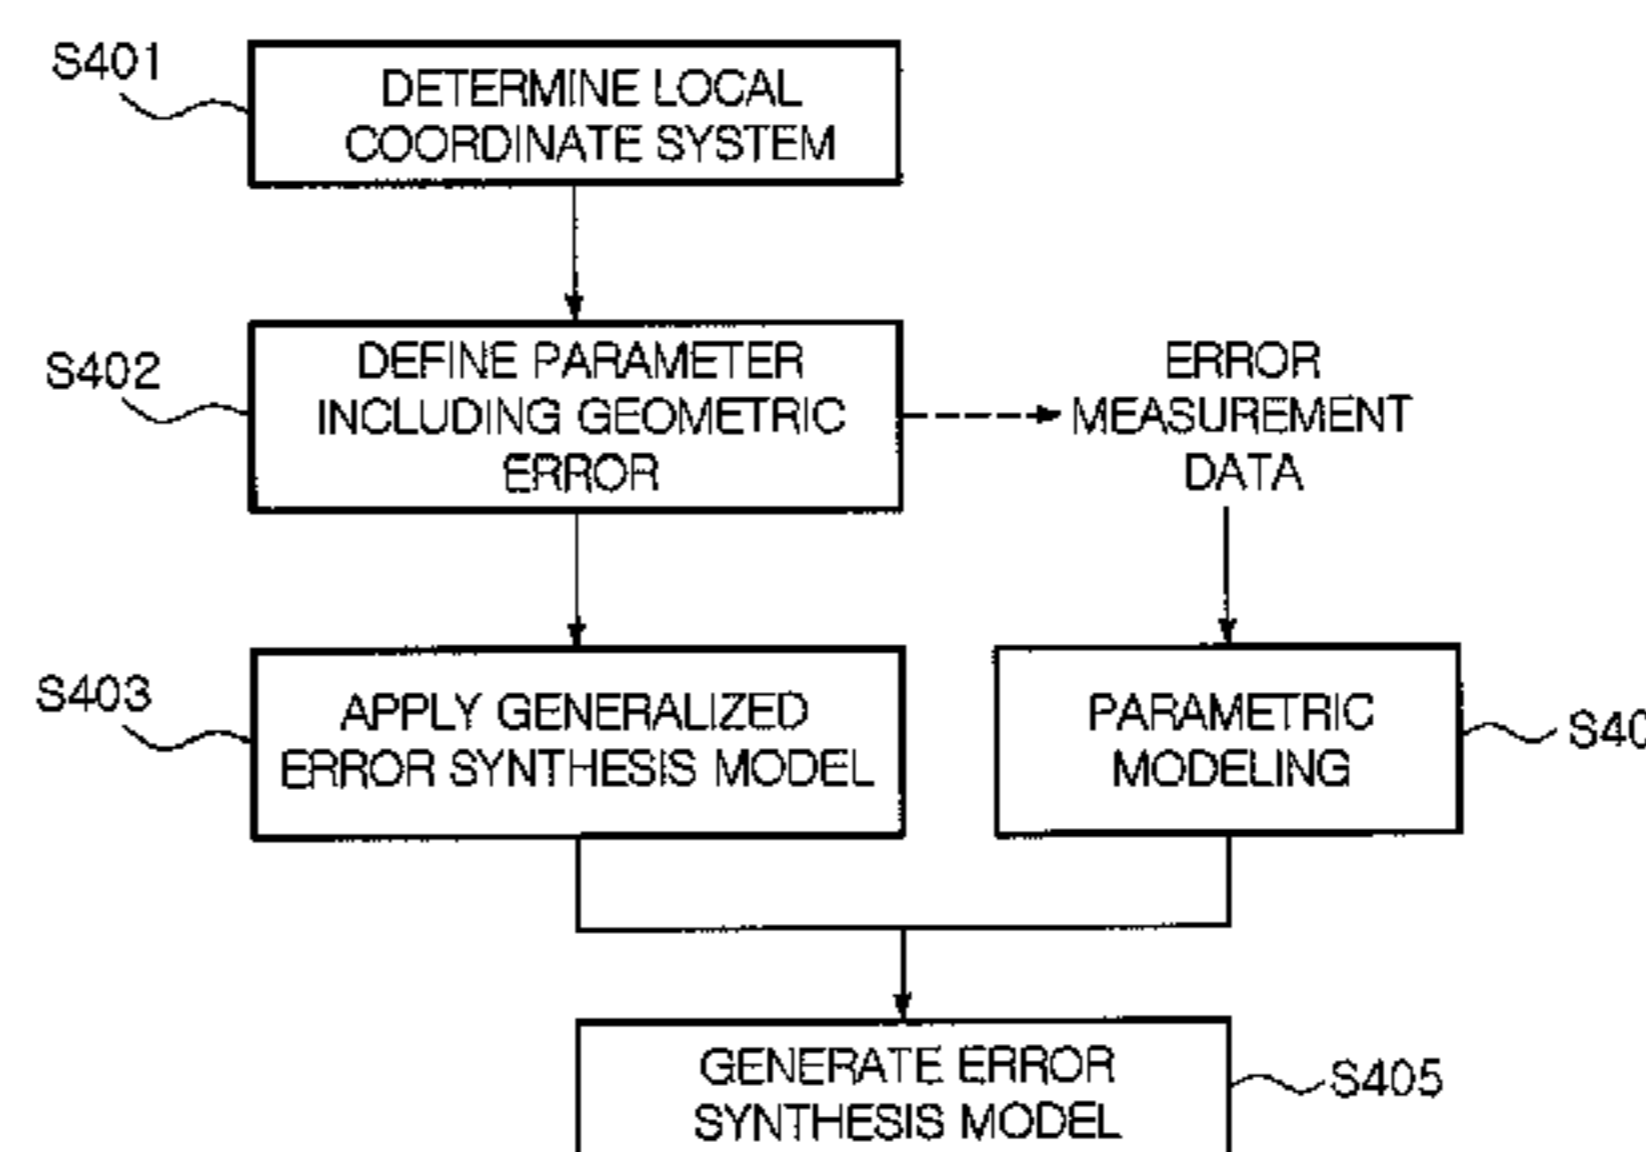 S401
DETERMINE LOCAL
COORDINATE SYSTEM
S402
DEFINE PARAMETER
INCLUDING GEOMETRIC
ERROR
ERROR
MEASUREMENT
DATA
S403
APPLY GENERALIZED
ERROR SYNTHESIS MODEL
PARAMETRIC
MODELING
GENERATE ERROR
SYNTHESIS MODEL
S405